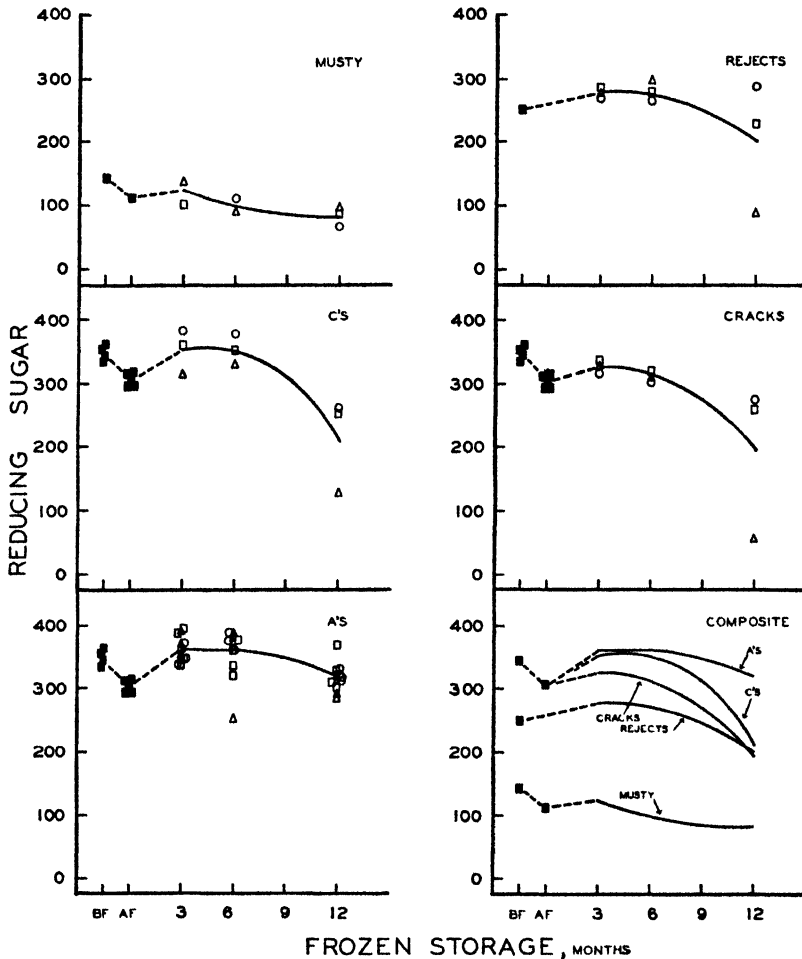 400
300
200
100
0
MUSTY
400
300
200
100
0
REJECTS
400
300
200
100
0
C'S
400
300
200
100
0
CRACKS
400
300
200
100
0
A'S
BF AF 3 6 9 12
400
300
200
100
0
COMPOSITE
A'S
C'S
CRACKS
REJECTS
MUSTY
BF AF 3 6 9 12
REDUCING SUGAR
FROZEN STORAGE, MONTHS